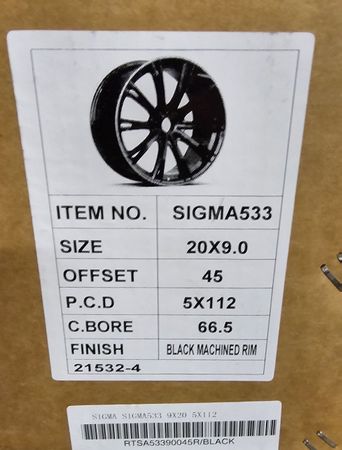 ITEM NO. SIGMA533
SIZE 20X9.0
OFFSET 45
P.C.D 5X112
C.BORE 66.5
FINISH BLACK MACHINED RIM
21532-4
SIGMA SIGMA533 9X20 5X112
RTSA53390045R/BLACK